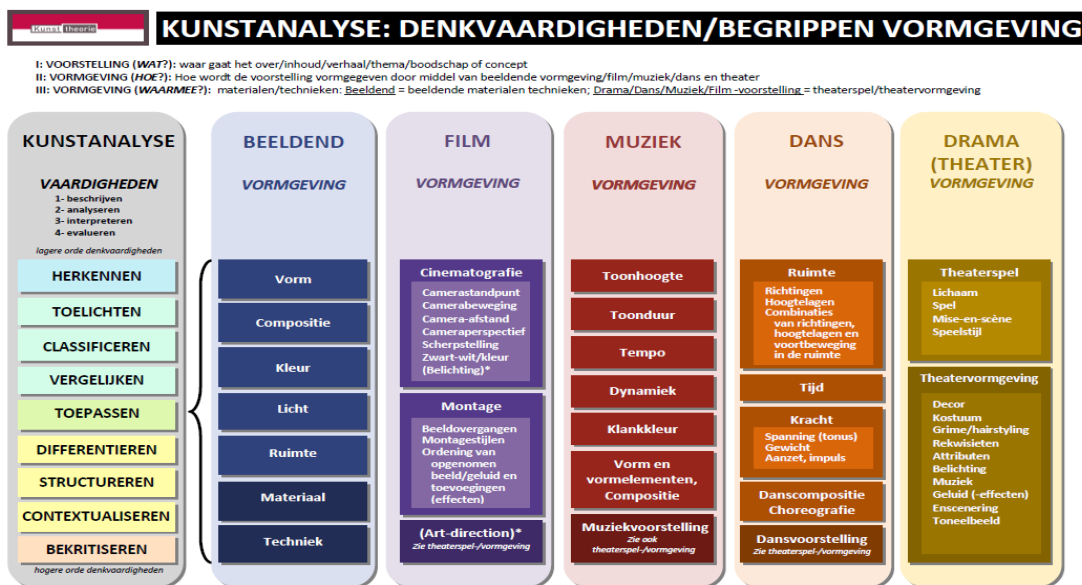 Kunst theorie
KUNSTANALYSE: DENKVAARDIGHEDEN/BEGRIPPEN VORMGEVING
I: VOORSTELLING (WAT?): waar gaat het over/inhoud/verhaal/thema/boodschap of concept
II: VORMGEVING (HOE?): Hoe wordt de voorstelling vormgegeven door middel van beeldende vormgeving/film/muziek/dans en theater
III: VORMGEVING (WAARMEE?): materialen/technieken: Beeldend = beeldende materialen technieken; Drama/Dans/Muziek/Film -voorstelling = theaterspel/theatervormgeving
KUNSTANALYSE
VAARDIGHEDEN
1- beschrijven
2- analyseren
3- interpreteren
4- evalueren
lagere orde denkvaardigheden
HERKENNEN
TOELICHTEN
CLASSIFICEREN
VERGELIJKEN
TOEPASSEN
DIFFERENTIEREN
STRUCTUREREN
CONTEXTUALISEREN
BEKRITISEREN
hogere orde denkvaardigheden
BEELDEND
VORMGEVING
Vorm
Compositie
Kleur
Licht
Ruimte
Materiaal
Techniek
FILM
VORMGEVING
Cinematografie
Camerastandpunt
Camerabeweging
Camera-afstand
Cameraperspectief
Scherpstelling
Zwart-wit/kleur
(Belichting)*
Montage
Beeldovergangen
Montagestijlen
Ordening van
opgenomen
beeld/geluid en
toevoegingen
(effecten)
(Art-direction)*
Zie theaterspel-/vormgeving
MUZIEK
VORMGEVING
Toonhoogte
Toonduur
Tempo
Dynamiek
Klankkleur
Vorm en
vormelementen,
Compositie
Muziekvoorstelling
Zie ook
theaterspel-/vormgeving
DANS
VORMGEVING
Ruimte
Richtingen
Hoogtelagen
Combinaties
van richtingen,
hoogtelagen en
voortbeweging
in de ruimte
Tijd
Kracht
Spanning (tonus)
Gewicht
Aanzet, impuls
Danscompositie
Choreografie
Dansvoorstelling
Zie theaterspel-/vormgeving
DRAMA
(THEATER)
VORMGEVING
Theaterspel
Lichaam
Spel
Mise-en-scène
Speelstijl
Theatervormgeving
Decor
Kostuum
Grime/hairstyling
Rekwisieten
Attributen
Belichting
Muziek
Geluid (-effecten)
Enscenering
Toneelbeeld